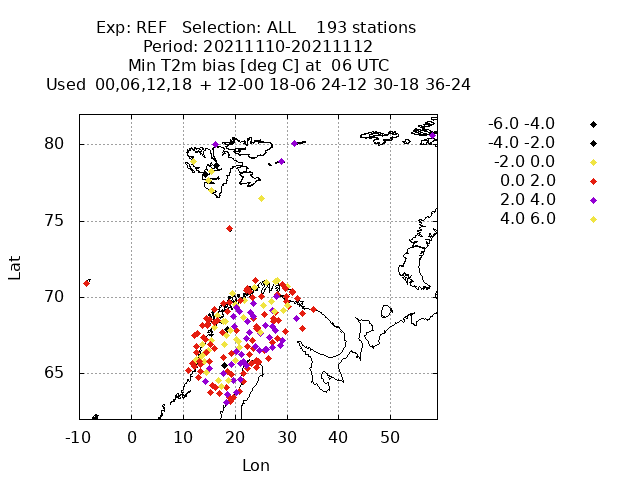 Exp: REF Selection: ALL 193 stations
Period: 20211110-20211112
Min T2m bias [deg C] at 06 UTC
Used 00,06,12,18 + 12-00 18-06 24-12 30-18 36-24
-6.0 -4.0
-4.0 -2.0
-2.0 0.0
0.0 2.0
2.0 4.0
4.0 6.0
80
75
70
65
Lat
-10 0 10 20 30 40 50
Lon